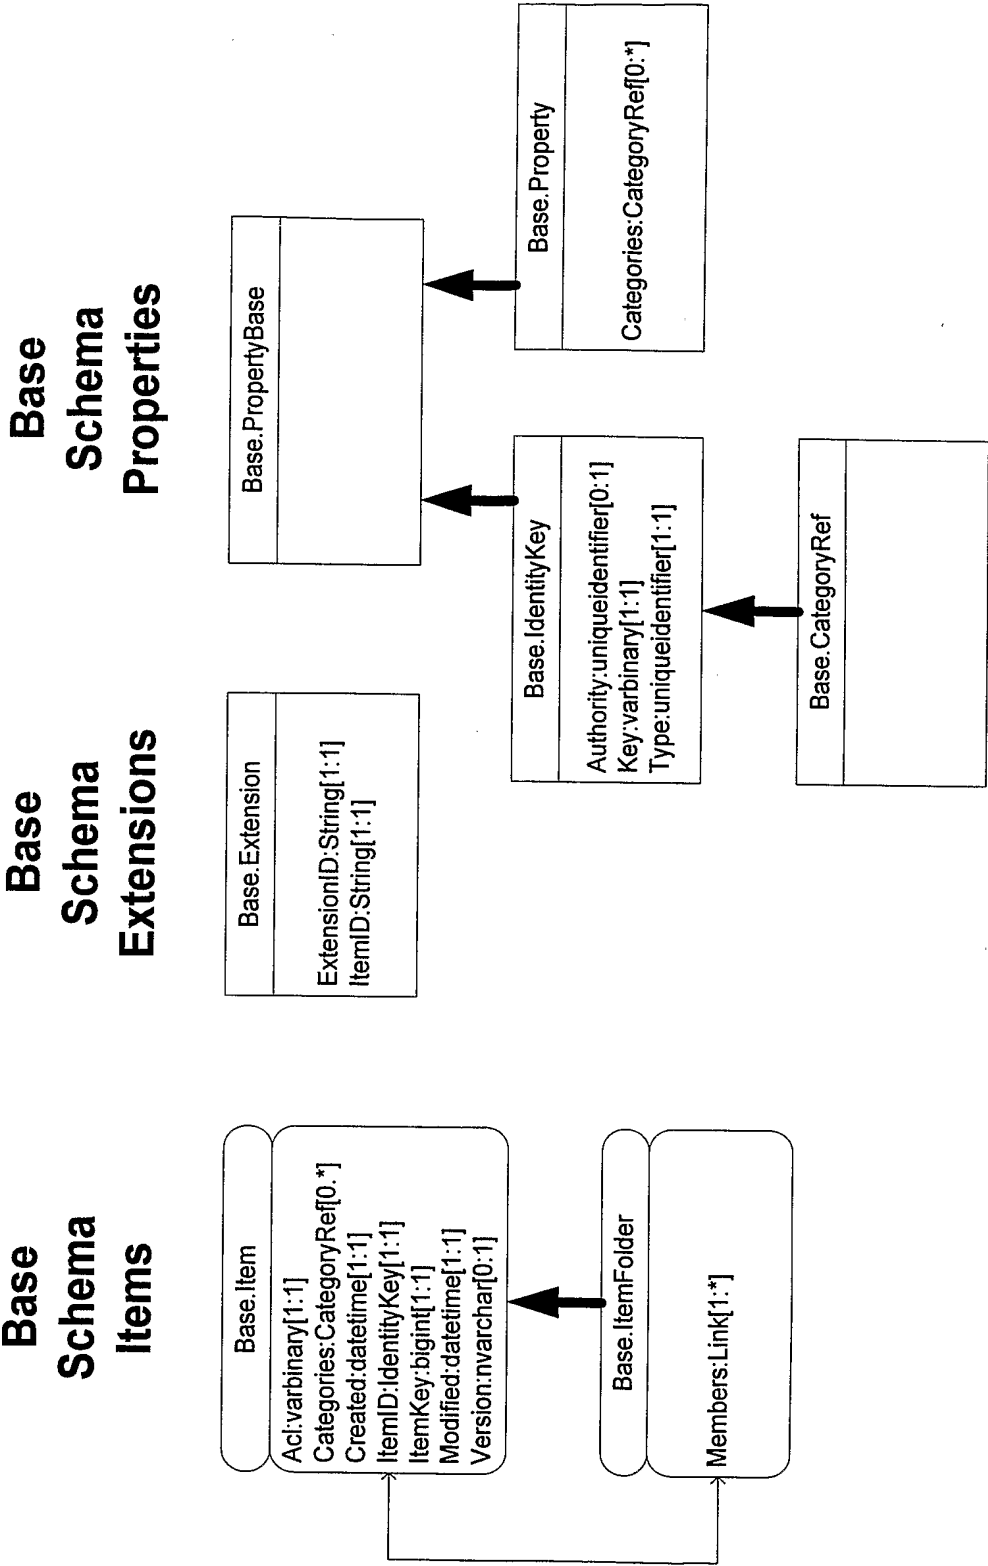 Base
Schema
Items
Base.Item
Acl:varbinary[1:1]
Categories:CategoryRef[0.*]
Created:datetime[1:1]
ItemID:IdentityKey[1:1]
ItemKey:bigint[1:1]
Modified:datetime[1:1]
Version:nvarchar[0:1]
Base.ItemFolder
Members:Link[1:*]
Base
Schema
Extensions
Base.Extension
ExtensionID:String[1:1]
ItemID:String[1:1]
Base
Schema
Properties
Base.PropertyBase
Base.IdentityKey
Authority:uniqueidentifier[0:1]
Key:varbinary[1:1]
Type:uniqueidentifier[1:1]
Base.Property
Categories:CategoryRef[0:*]
Base.CategoryRef